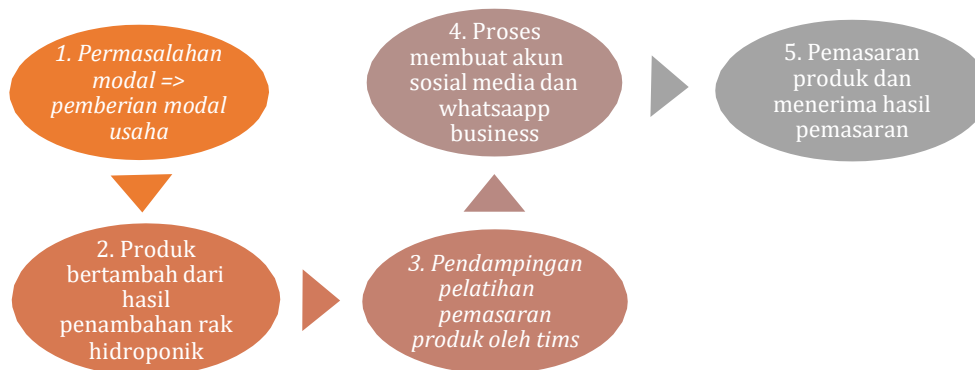 1. Permasalahan
modal =>
pemberian modal
usaha
2. Produk
bertambah dari
hasil
penambahan rak
hidroponik
3. Pendampingan
pelatihan
pemasaran
produk oleh tims
4. Proses
membuat akun
sosial media dan
whatsaapp
business
5. Pemasaran
produk dan
menerima hasil
pemasaran